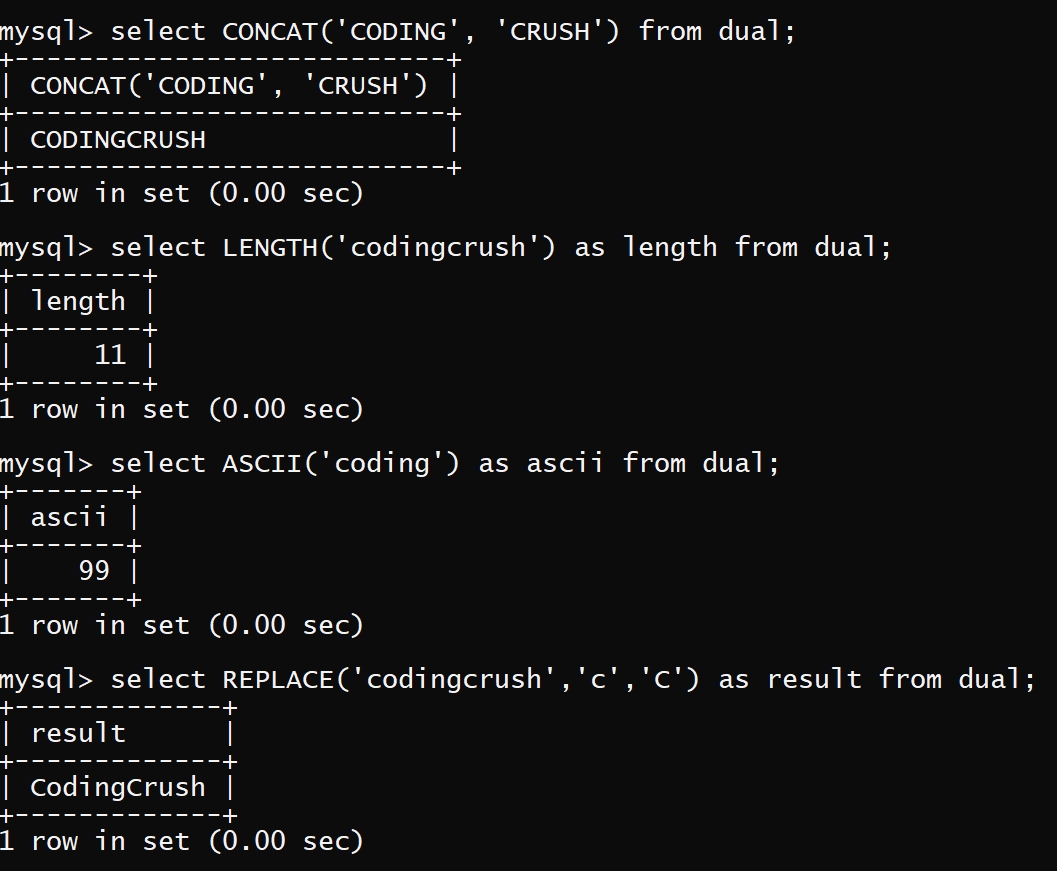 mysql> select CONCAT('CODING', 'CRUSH') from dual;
+---------------------------+
| CONCAT('CODING', 'CRUSH') |
+---------------------------+
| CODINGCRUSH               |
+---------------------------+
1 row in set (0.00 sec)
mysql> select LENGTH('codingcrush') as length from dual;
+--------+
| length |
+--------+
|     11 |
+--------+
1 row in set (0.00 sec)
mysql> select ASCII('coding') as ascii from dual;
+-------+
| ascii |
+-------+
|    99 |
+-------+
1 row in set (0.00 sec)
mysql> select REPLACE('codingcrush','c','C') as result from dual;
+-------------+
| result      |
+-------------+
| CodingCrush |
+-------------+
1 row in set (0.00 sec)